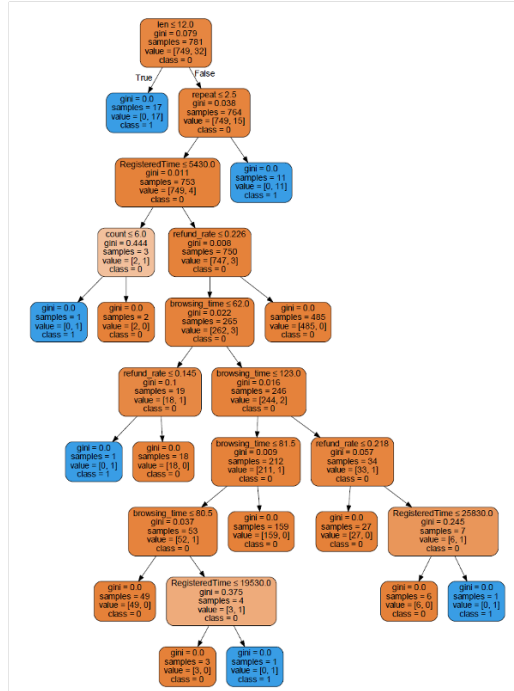 len ≤ 12.0
gini = 0.079
samples = 781
value = [749, 32]
class = 0
True
False
gini = 0.0
samples = 17
value = [0, 17]
class = 1
repeat ≤ 2.5
gini = 0.038
samples = 764
value = [749, 15]
class = 0
RegisteredTime ≤ 5430.0
gini = 0.011
samples = 753
value = [749, 4]
class = 0
gini = 0.0
samples = 11
value = [0, 11]
class = 1
count ≤ 6.0
gini = 0.444
samples = 3
value = [2, 1]
class = 0
refund_rate ≤ 0.226
gini = 0.008
samples = 750
value = [747, 3]
class = 0
gini = 0.0
samples = 1
value = [0, 1]
class = 1
gini = 0.0
samples = 2
value = [2, 0]
class = 0
browsing_time ≤ 62.0
gini = 0.022
samples = 265
value = [262, 3]
class = 0
gini = 0.0
samples = 485
value = [485, 0]
class = 0
refund_rate ≤ 0.145
gini = 0.1
samples = 19
value = [18, 1]
class = 0
browsing_time ≤ 123.0
gini = 0.016
samples = 246
value = [244, 2]
class = 0
gini = 0.0
samples = 1
value = [0, 1]
class = 1
gini = 0.0
samples = 18
value = [18, 0]
class = 0
browsing_time ≤ 81.5
gini = 0.009
samples = 212
value = [211, 1]
class = 0
refund_rate ≤ 0.218
gini = 0.057
samples = 34
value = [33, 1]
class = 0
browsing_time ≤ 80.5
gini = 0.037
samples = 53
value = [52, 1]
class = 0
gini = 0.0
samples = 159
value = [159, 0]
class = 0
gini = 0.0
samples = 27
value = [27, 0]
class = 0
RegisteredTime ≤ 25830.0
gini = 0.245
samples = 7
value = [6, 1]
class = 0
gini = 0.0
samples = 49
value = [49, 0]
class = 0
RegisteredTime ≤ 19530.0
gini = 0.375
samples = 4
value = [3, 1]
class = 0
gini = 0.0
samples = 6
value = [6, 0]
class = 0
gini = 0.0
samples = 1
value = [0, 1]
class = 1
gini = 0.0
samples = 3
value = [3, 0]
class = 0
gini = 0.0
samples = 1
value = [0, 1]
class = 1